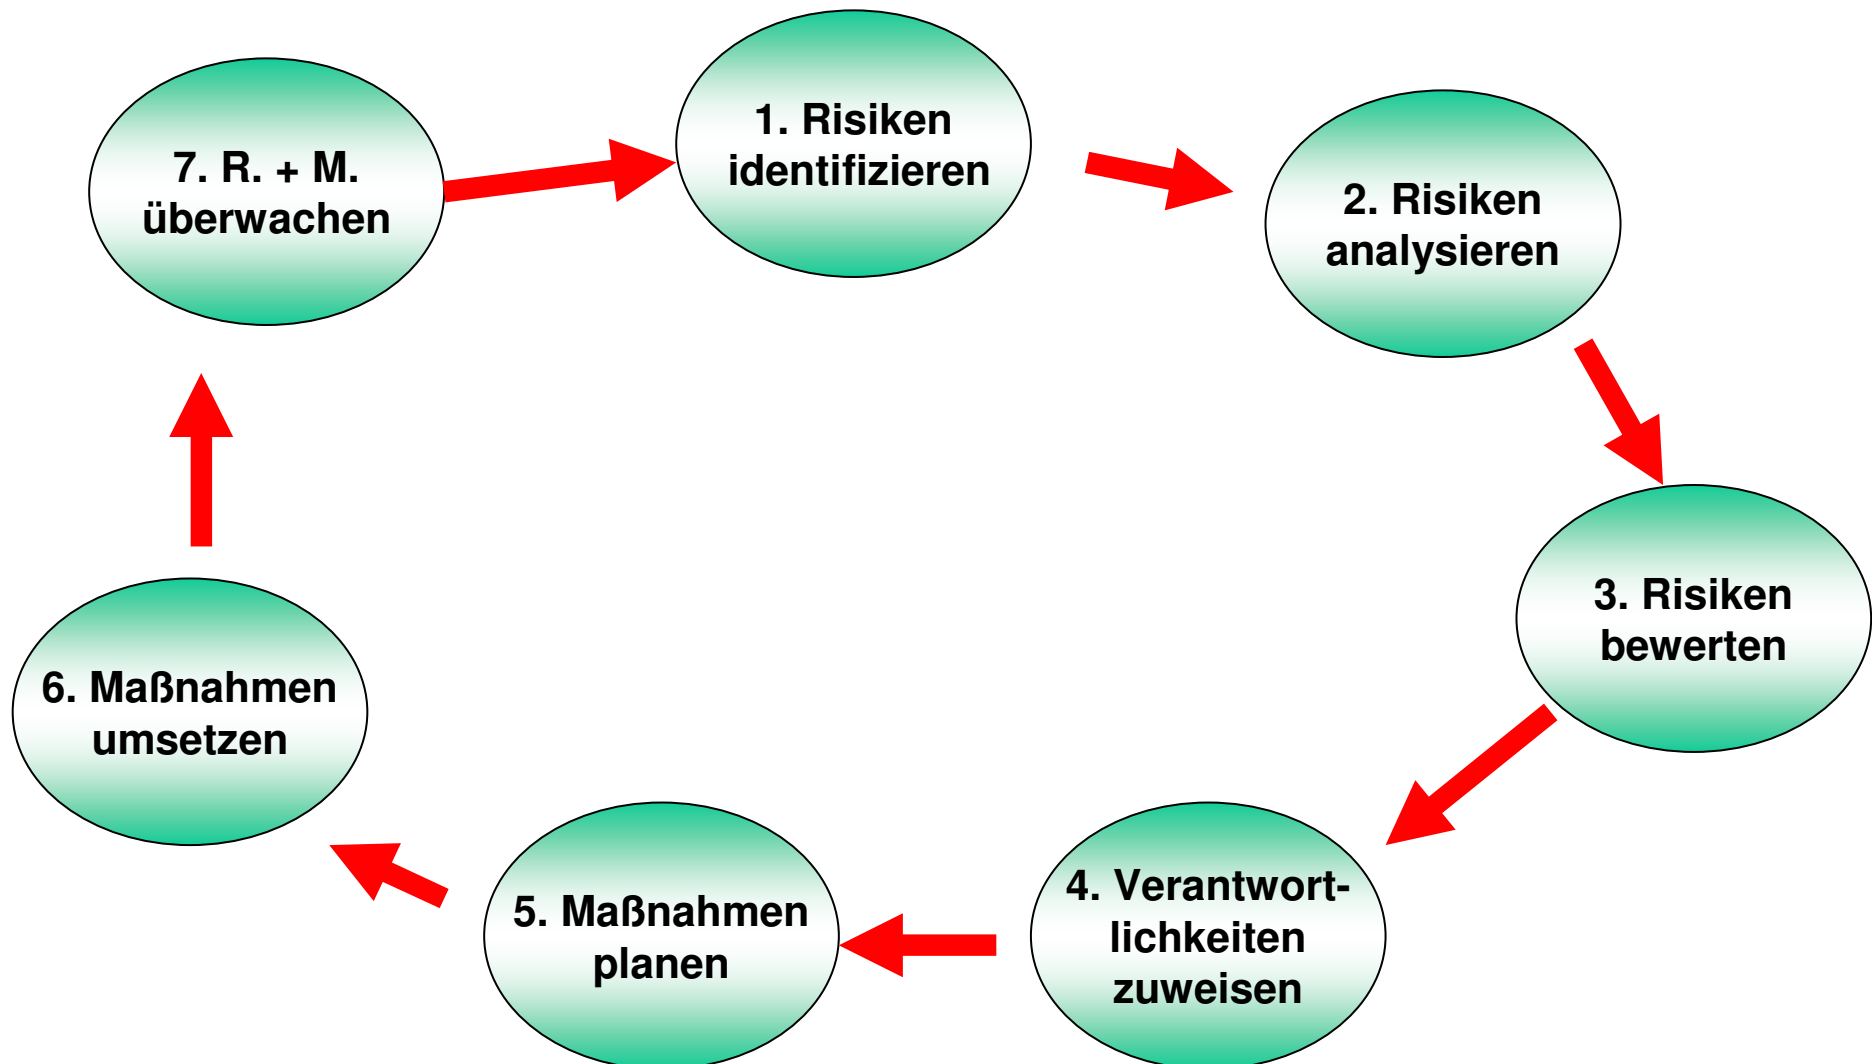 1. Risiken
identifizieren
2. Risiken
analysieren
3. Risiken
bewerten
4. Verantwort-
lichkeiten
zuweisen
5. Maßnahmen
planen
6. Maßnahmen
umsetzen
7. R. + M.
überwachen